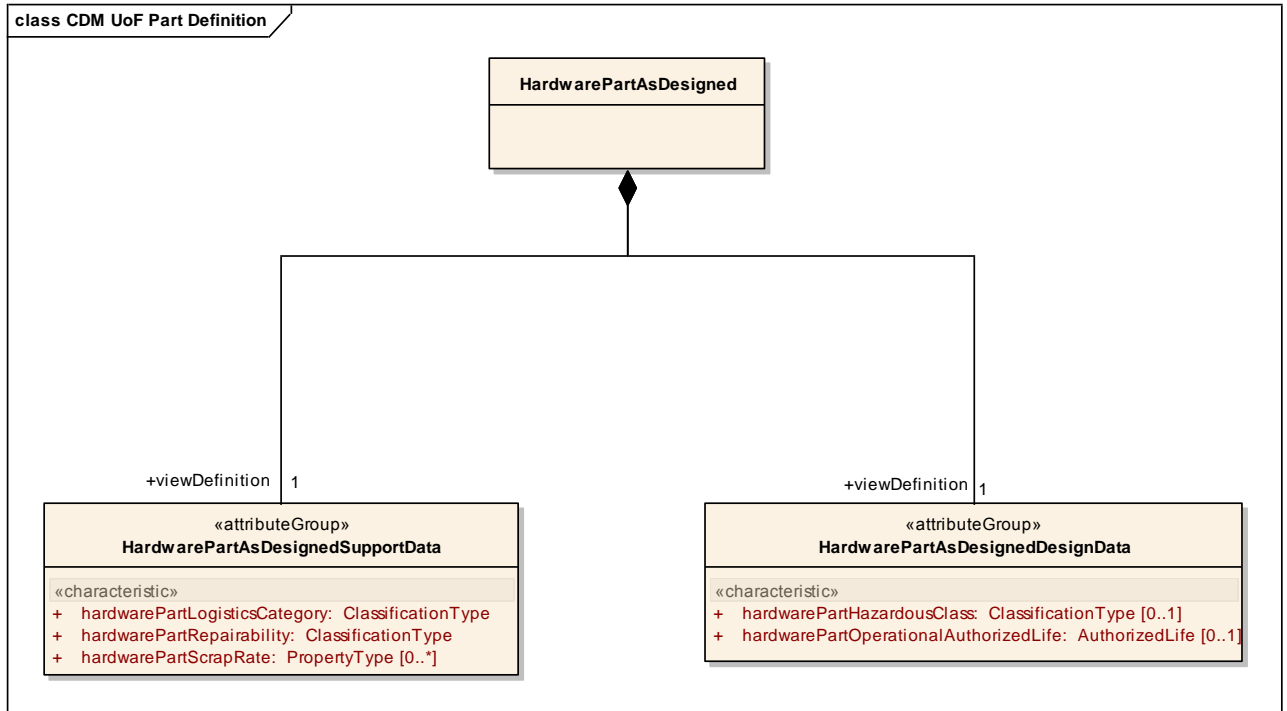 class CDM UoF Part Definition
HardwarePartAsDesigned
+viewDefinition 1
+viewDefinition 1
«attributeGroup»
HardwarePartAsDesignedSupportData
«characteristic»
+ hardwarePartLogisticsCategory: ClassificationType
+ hardwarePartRepairability: ClassificationType
+ hardwarePartScrapRate: PropertyType [0..*]
«attributeGroup»
HardwarePartAsDesignedDesignData
«characteristic»
+ hardwarePartHazardousClass: ClassificationType [0..1]
+ hardwarePartOperationalAuthorizedLife: AuthorizedLife [0..1]